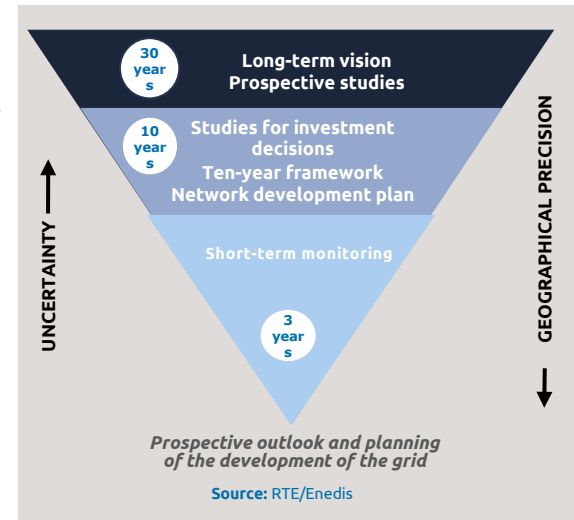 30
year
s
Long-term vision
Prospective studies
10
year
s
Studies for investment
decisions
Ten-year framework
Network development plan
Short-term monitoring
3
year
s
UNCERTAINTY
GEOGRAPHICAL PRECISION
Prospective outlook and planning
of the development of the grid
Source: RTE/Enedis